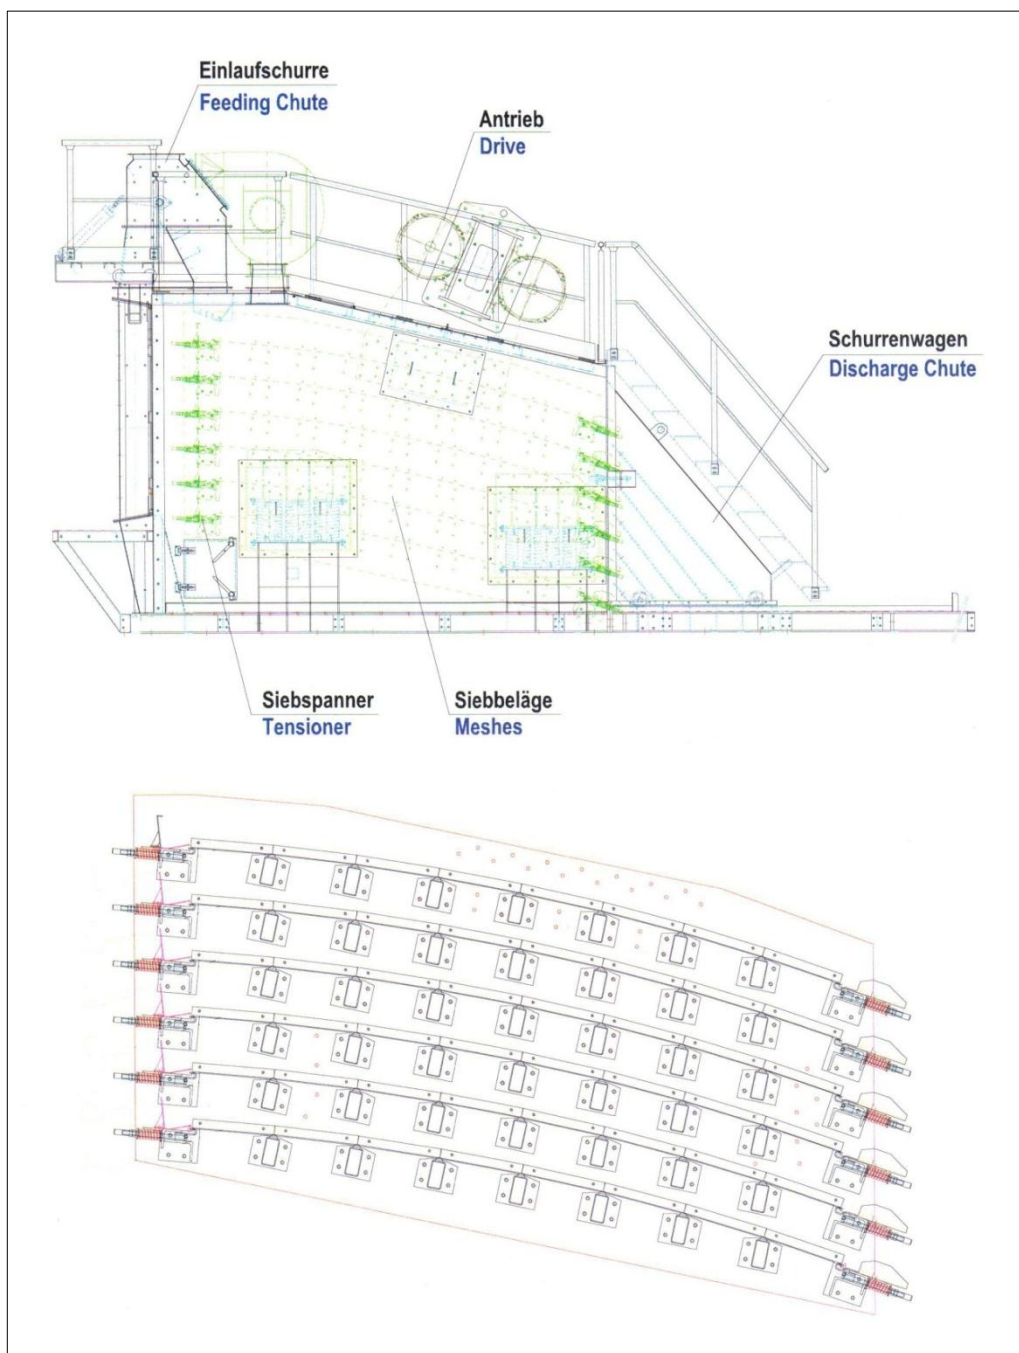 Einlaufschurre
Feeding Chute
Antrieb
Drive
Schurrenwagen
Discharge Chute
Siebspanner
Tensioner
Siebbeläge
Meshes